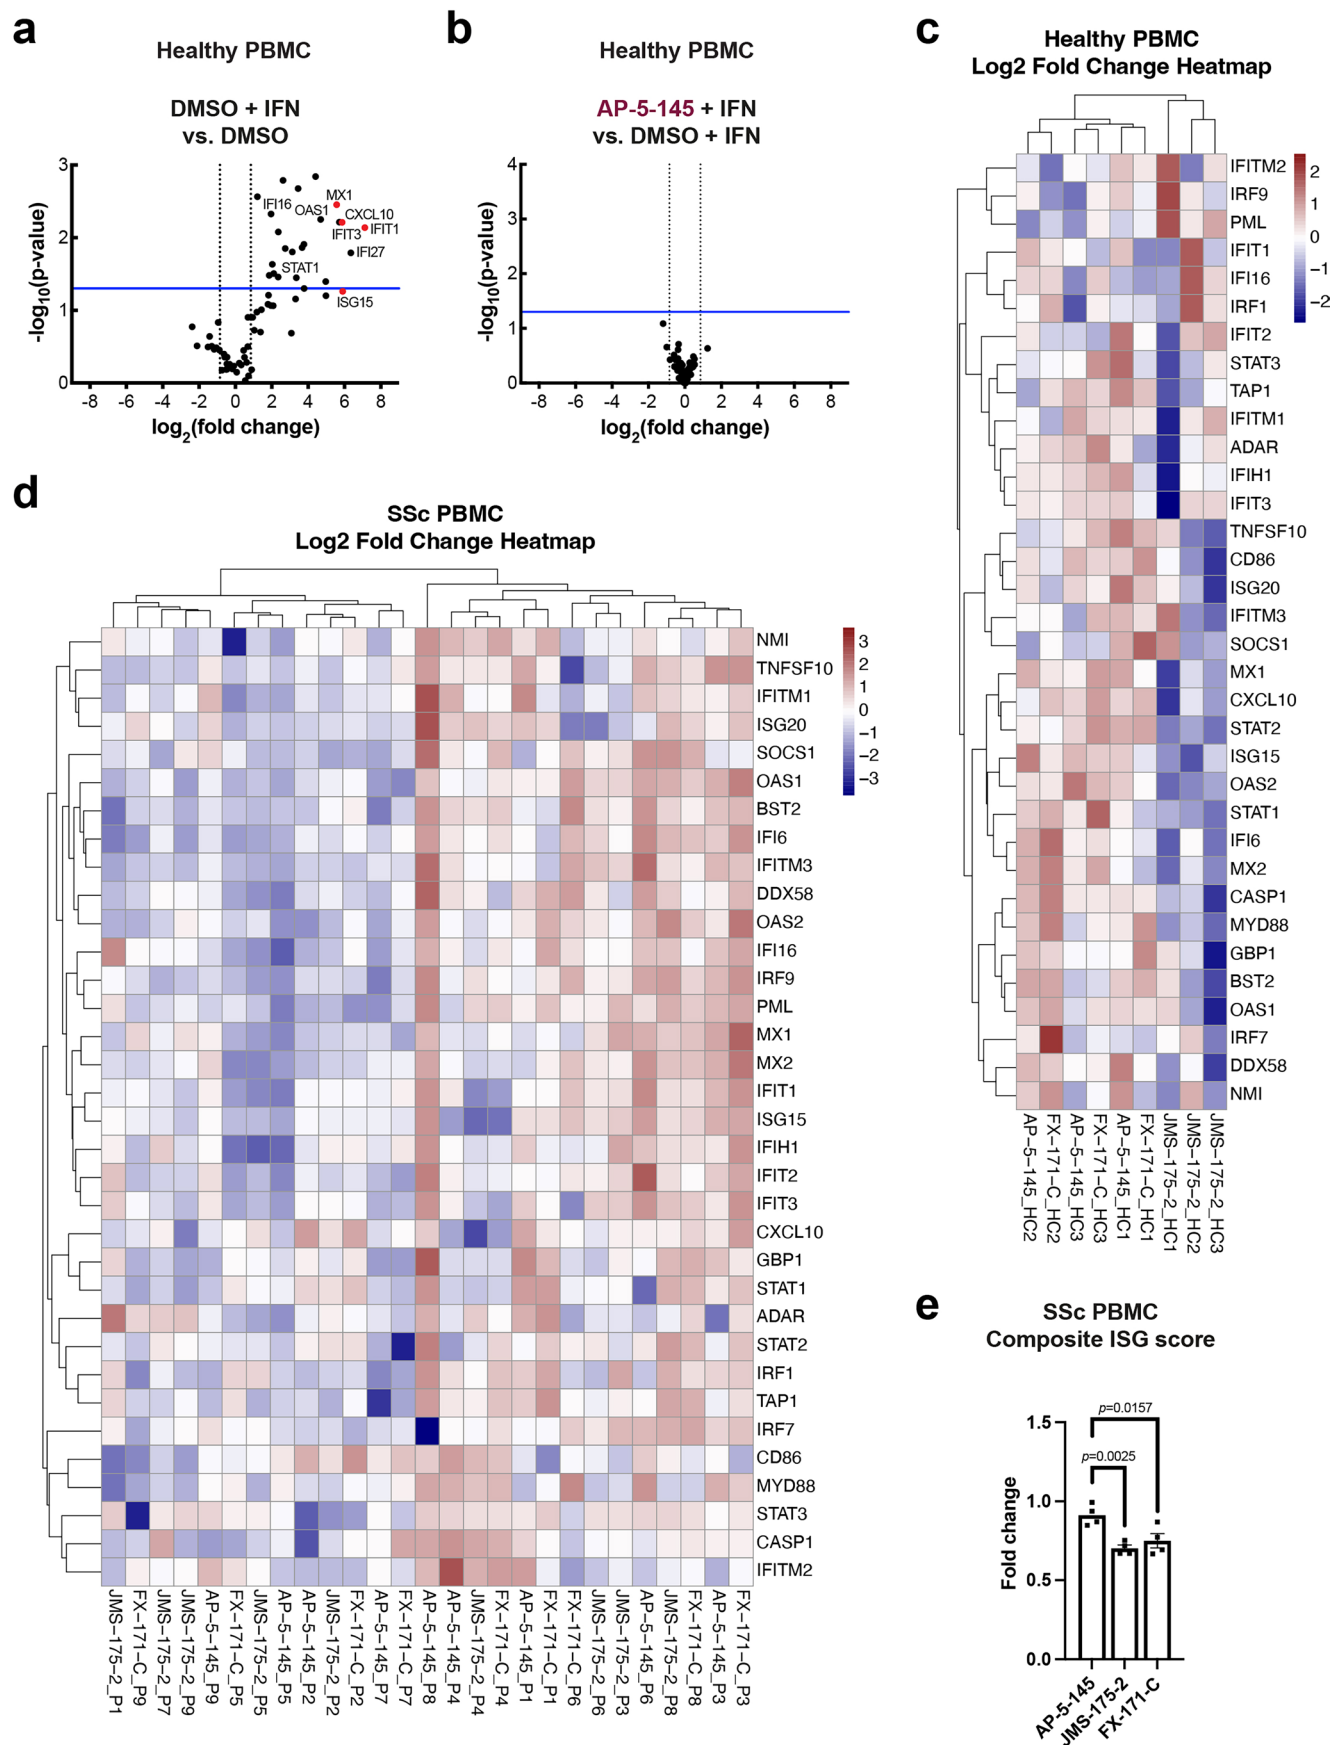 a
Healthy PBMC
DMSO + IFN
vs. DMSO
3
2
1
0
-log10(p-value)
-8 -6 -4 -2 0 2 4 6 8
log2(fold change)
MX1
IFI16
OAS1
CXCL10
IFIT3
IFIT1
IFI27
STAT1
ISG15
b
Healthy PBMC
AP-5-145 + IFN
vs. DMSO + IFN
4
3
2
1
0
-log10(p-value)
-8 -6 -4 -2 0 2 4 6 8
log2(fold change)
c
Healthy PBMC
Log2 Fold Change Heatmap
IFITM2
IRF9
PML
IFIT1
IFI16
IRF1
IFIT2
STAT3
TAP1
IFITM1
ADAR
IFIH1
IFIT3
TNFSF10
CD86
ISG20
IFITM3
SOCS1
MX1
CXCL10
STAT2
ISG15
OAS2
STAT1
IFI6
MX2
CASP1
MYD88
GBP1
BST2
OAS1
IRF7
DDX58
NMI
2
1
0
−1
−2
AP−5−145_HC2
FX−171−C_HC2
AP−5−145_HC3
FX−171−C_HC3
AP−5−145_HC1
FX−171−C_HC1
JMS−175−2_HC1
JMS−175−2_HC2
JMS−175−2_HC3
d
SSc PBMC
Log2 Fold Change Heatmap
NMI
TNFSF10
IFITM1
ISG20
SOCS1
OAS1
BST2
IFI6
IFITM3
DDX58
OAS2
IFI16
IRF9
PML
MX1
MX2
IFIT1
ISG15
IFIH1
IFIT2
IFIT3
CXCL10
GBP1
STAT1
ADAR
STAT2
IRF1
TAP1
IRF7
CD86
MYD88
STAT3
CASP1
IFITM2
3
2
1
0
−1
−2
−3
JMS−175−2_P1
FX−171−C_P9
JMS−175−2_P7
JMS−175−2_P9
AP−5−145_P9
FX−171−C_P5
JMS−175−2_P5
AP−5−145_P5
AP−5−145_P2
JMS−175−2_P2
FX−171−C_P2
AP−5−145_P7
FX−171−C_P7
AP−5−145_P8
AP−5−145_P4
JMS−175−2_P4
FX−171−C_P4
AP−5−145_P1
FX−171−C_P1
FX−171−C_P6
JMS−175−2_P6
JMS−175−2_P3
AP−5−145_P6
JMS−175−2_P8
FX−171−C_P8
AP−5−145_P3
FX−171−C_P3
e
SSc PBMC
Composite ISG score
p=0.0157
p=0.0025
1.5
1.0
0.5
0.0
Fold change
AP-5-145
JMS-175-2
FX-171-C